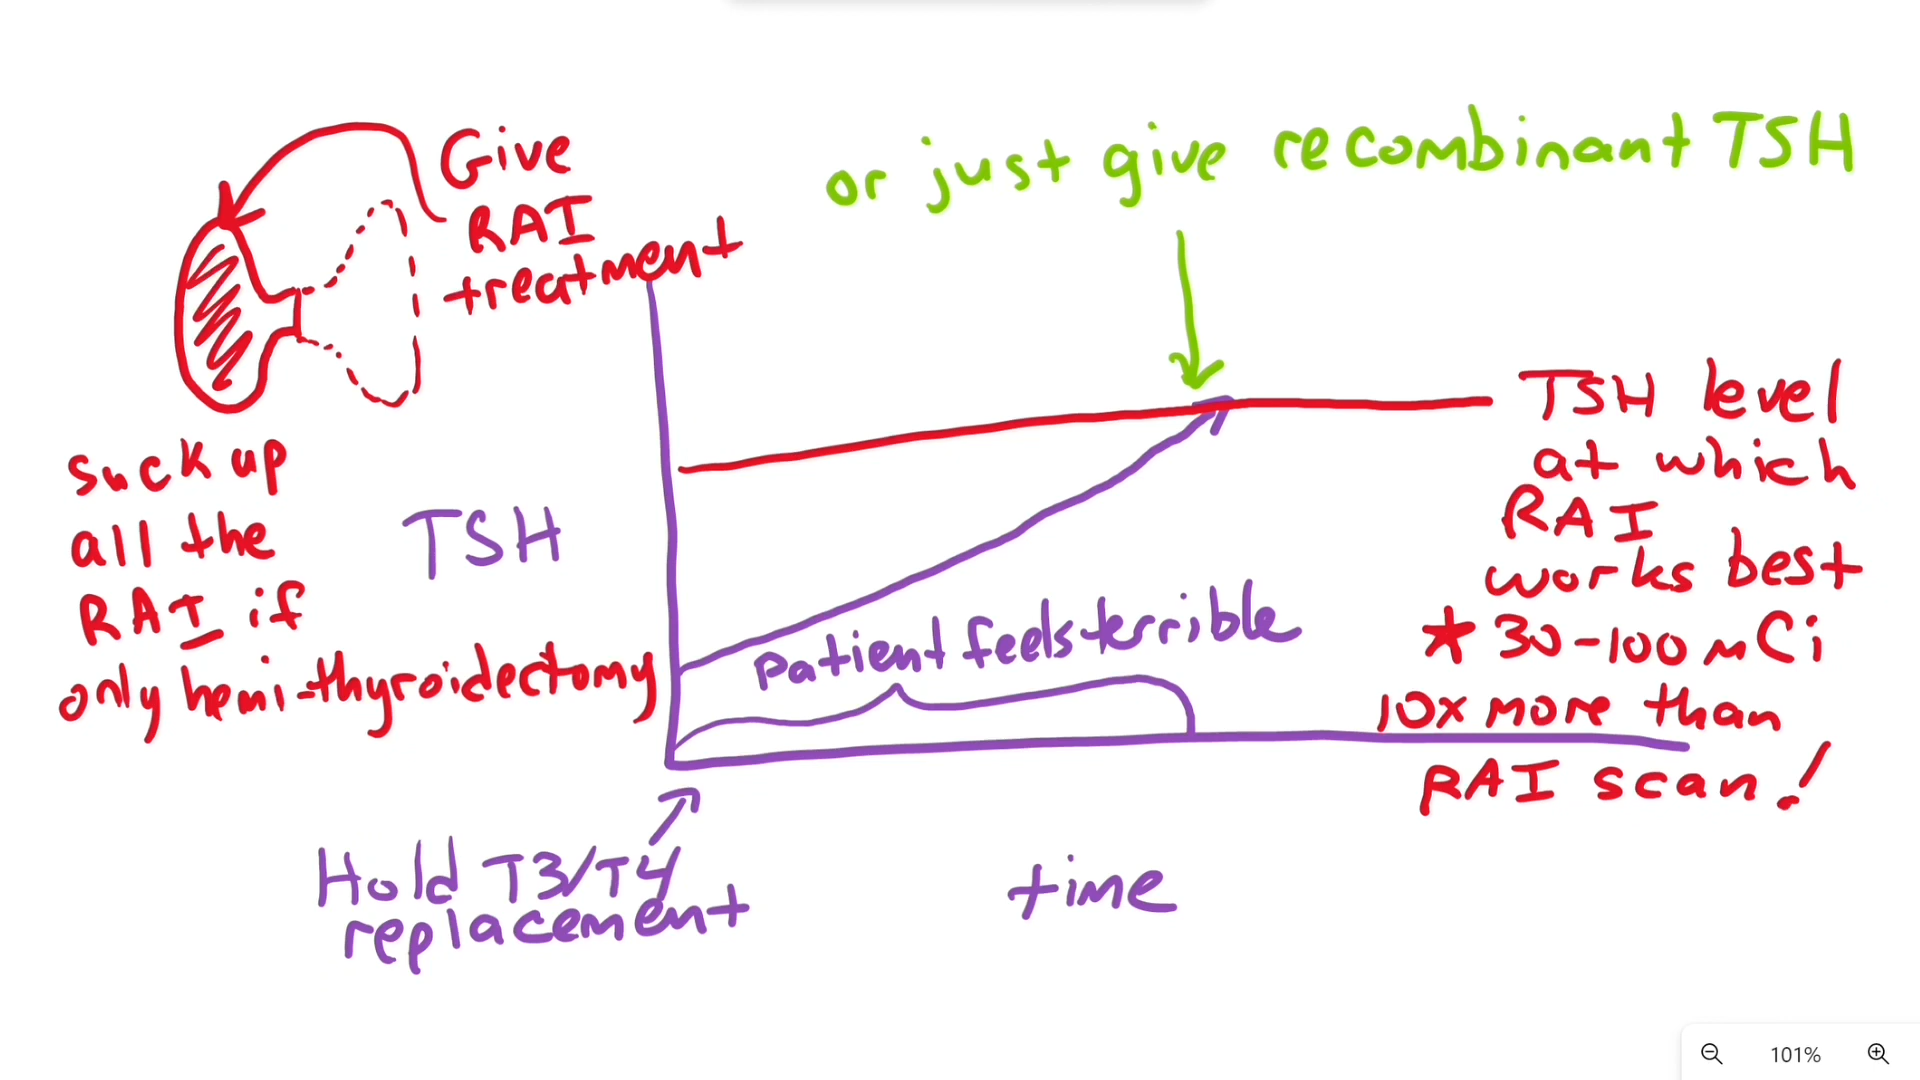 Give
RAI
treatment
or just give recombinant TSH
suck up
all the
RAI if
only hemi-thyroidectomy
TSH
patient feels terrible
TSH level
at which
RAI
works best
* 30-100 mCi
10x more than
RAI scan!
Hold T3/T4
replacement
time
101%